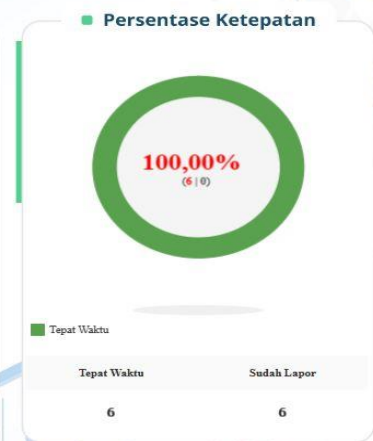 Persentase Ketepatan
100,00%
(6 | 0)
Tepat Waktu
Tepat Waktu Sudah Lapor
6 6